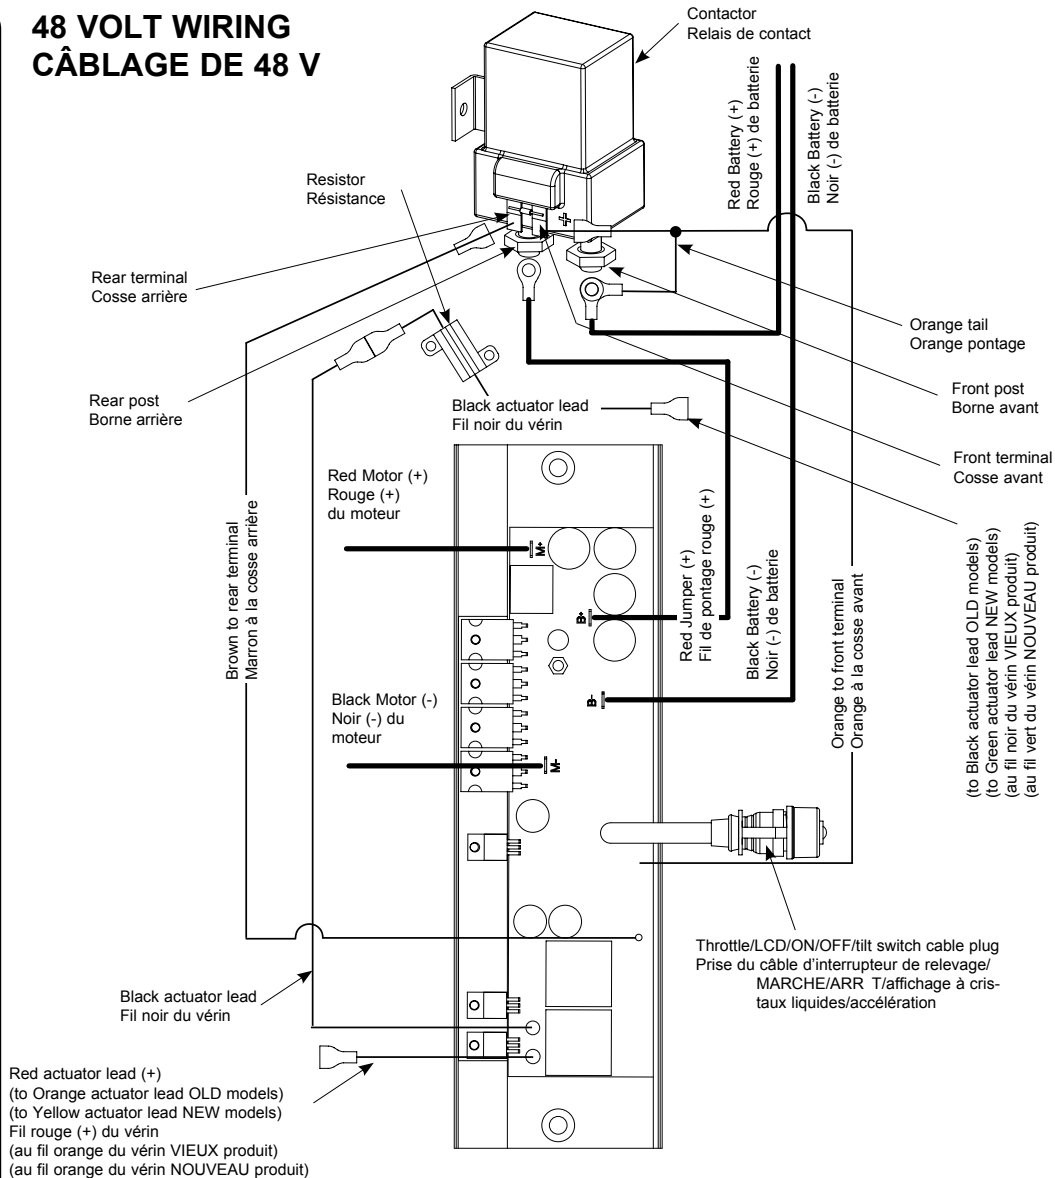 48 VOLT WIRING
CÂBLAGE DE 48 V
Contactor
Relais de contact
Red Battery (+)
Rouge (+) de batterie
Black Battery (-)
Noir (-) de batterie
Resistor
Résistance
+
Rear terminal
Cosse arrière
Orange tail
Orange pontage
Rear post
Borne arrière
Front post
Borne avant
Black actuator lead
Fil noir du vérin
Front terminal
Cosse avant
Red Motor (+)
Rouge (+)
du moteur
M+
Brown to rear terminal
Marron à la cosse arrière
B+
Red Jumper (+)
Fil de pontage rouge (+)
Black Battery (-)
Noir (-) de batterie
Orange to front terminal
Orange à la cosse avant
(to Black actuator lead OLD models)
(to Green actuator lead NEW models)
(au fil noir du vérin VIEUX produit)
(au fil vert du vérin NOUVEAU produit)
Black Motor (-)
Noir (-) du
moteur
B-
M-
Throttle/LCD/ON/OFF/tilt switch cable plug
Prise du câble d'interrupteur de relevage/
MARCHE/ARR T/affichage à cris-
taux liquides/accélération
Black actuator lead
Fil noir du vérin
Red actuator lead (+)
(to Orange actuator lead OLD models)
(to Yellow actuator lead NEW models)
Fil rouge (+) du vérin
(au fil orange du vérin VIEUX produit)
(au fil orange du vérin NOUVEAU produit)